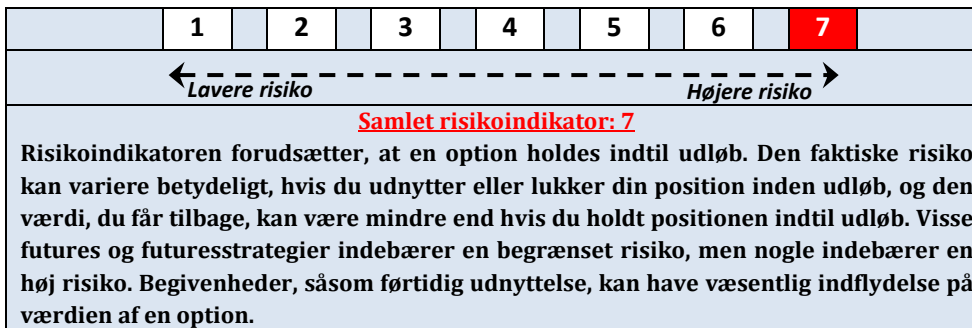 1 2 3 4 5 6 7
Lavere risiko Højere risiko
Samlet risikoindikator: 7
Risikoindikatoren forudsætter, at en option holdes indtil udløb. Den faktiske risiko
kan variere betydeligt, hvis du udnytter eller lukker din position inden udløb, og den
værdi, du får tilbage, kan være mindre end hvis du holdt positionen indtil udløb. Visse
futures og futuresstrategier indebærer en begrænset risiko, men nogle indebærer en
høj risiko. Begivenheder, såsom førtidig udnyttelse, kan have væsentlig indflydelse på
værdien af en option.